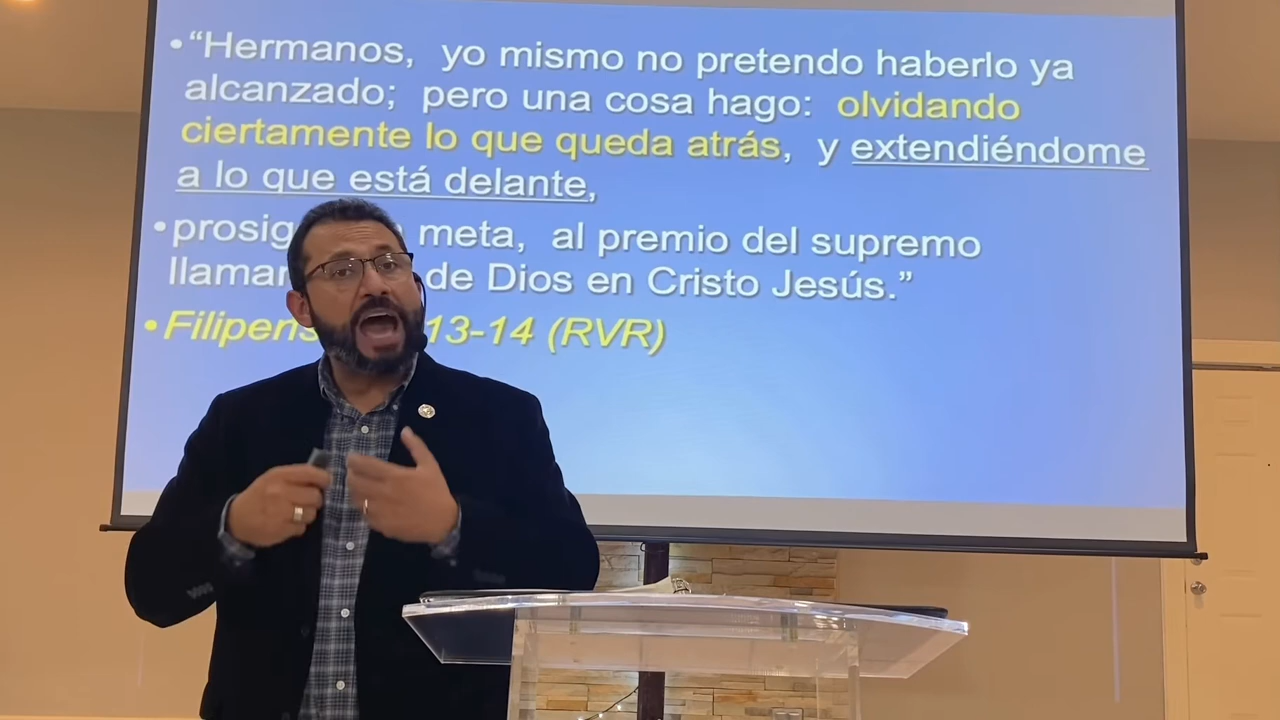 • “Hermanos, yo mismo no pretendo haberlo ya
alcanzado; pero una cosa hago: olvidando
ciertamente lo que queda atrás, y extendiéndome
a lo que está delante,
• prosig meta, al premio del supremo
llamar de Dios en Cristo Jesús.”
• Filipens 13-14 (RVR)